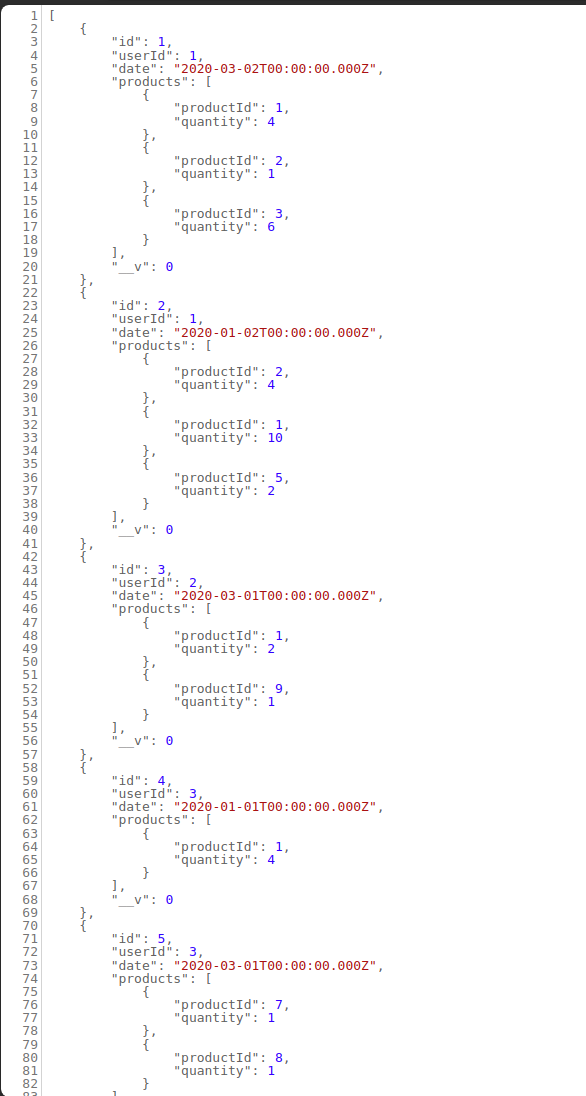 1 [
2     {
3         "id": 1,
4         "userId": 1,
5         "date": "2020-03-02T00:00:00.000Z",
6         "products": [
7             {
8                 "productId": 1,
9                 "quantity": 4
10             },
11             {
12                 "productId": 2,
13                 "quantity": 1
14             },
15             {
16                 "productId": 3,
17                 "quantity": 6
18             }
19         ],
20         "__v": 0
21     },
22     {
23         "id": 2,
24         "userId": 1,
25         "date": "2020-01-02T00:00:00.000Z",
26         "products": [
27             {
28                 "productId": 2,
29                 "quantity": 4
30             },
31             {
32                 "productId": 1,
33                 "quantity": 10
34             },
35             {
36                 "productId": 5,
37                 "quantity": 2
38             }
39         ],
40         "__v": 0
41     },
42     {
43         "id": 3,
44         "userId": 2,
45         "date": "2020-03-01T00:00:00.000Z",
46         "products": [
47             {
48                 "productId": 1,
49                 "quantity": 2
50             },
51             {
52                 "productId": 9,
53                 "quantity": 1
54             }
55         ],
56         "__v": 0
57     },
58     {
59         "id": 4,
60         "userId": 3,
61         "date": "2020-01-01T00:00:00.000Z",
62         "products": [
63             {
64                 "productId": 1,
65                 "quantity": 4
66             }
67         ],
68         "__v": 0
69     },
70     {
71         "id": 5,
72         "userId": 3,
73         "date": "2020-03-01T00:00:00.000Z",
74         "products": [
75             {
76                 "productId": 7,
77                 "quantity": 1
78             },
79             {
80                 "productId": 8,
81                 "quantity": 1
82             }